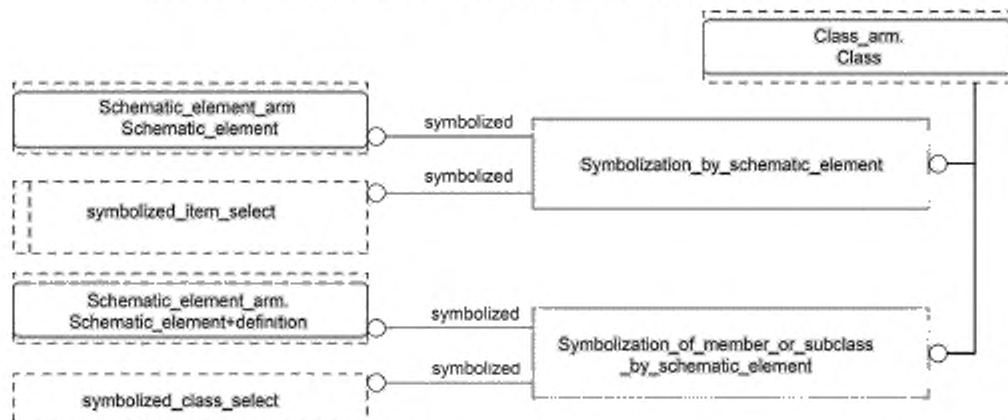 Class_arm.
Class
Schematic_element_arm
Schematic_element
symbolized
symbolized
Symbolization_by_schematic_element
symbolized_item_select
Schematic_element_arm.
Schematic_element+definition
symbolized
symbolized
Symbolization_of_member_or_subclass
_by_schematic_element
symbolized_class_select